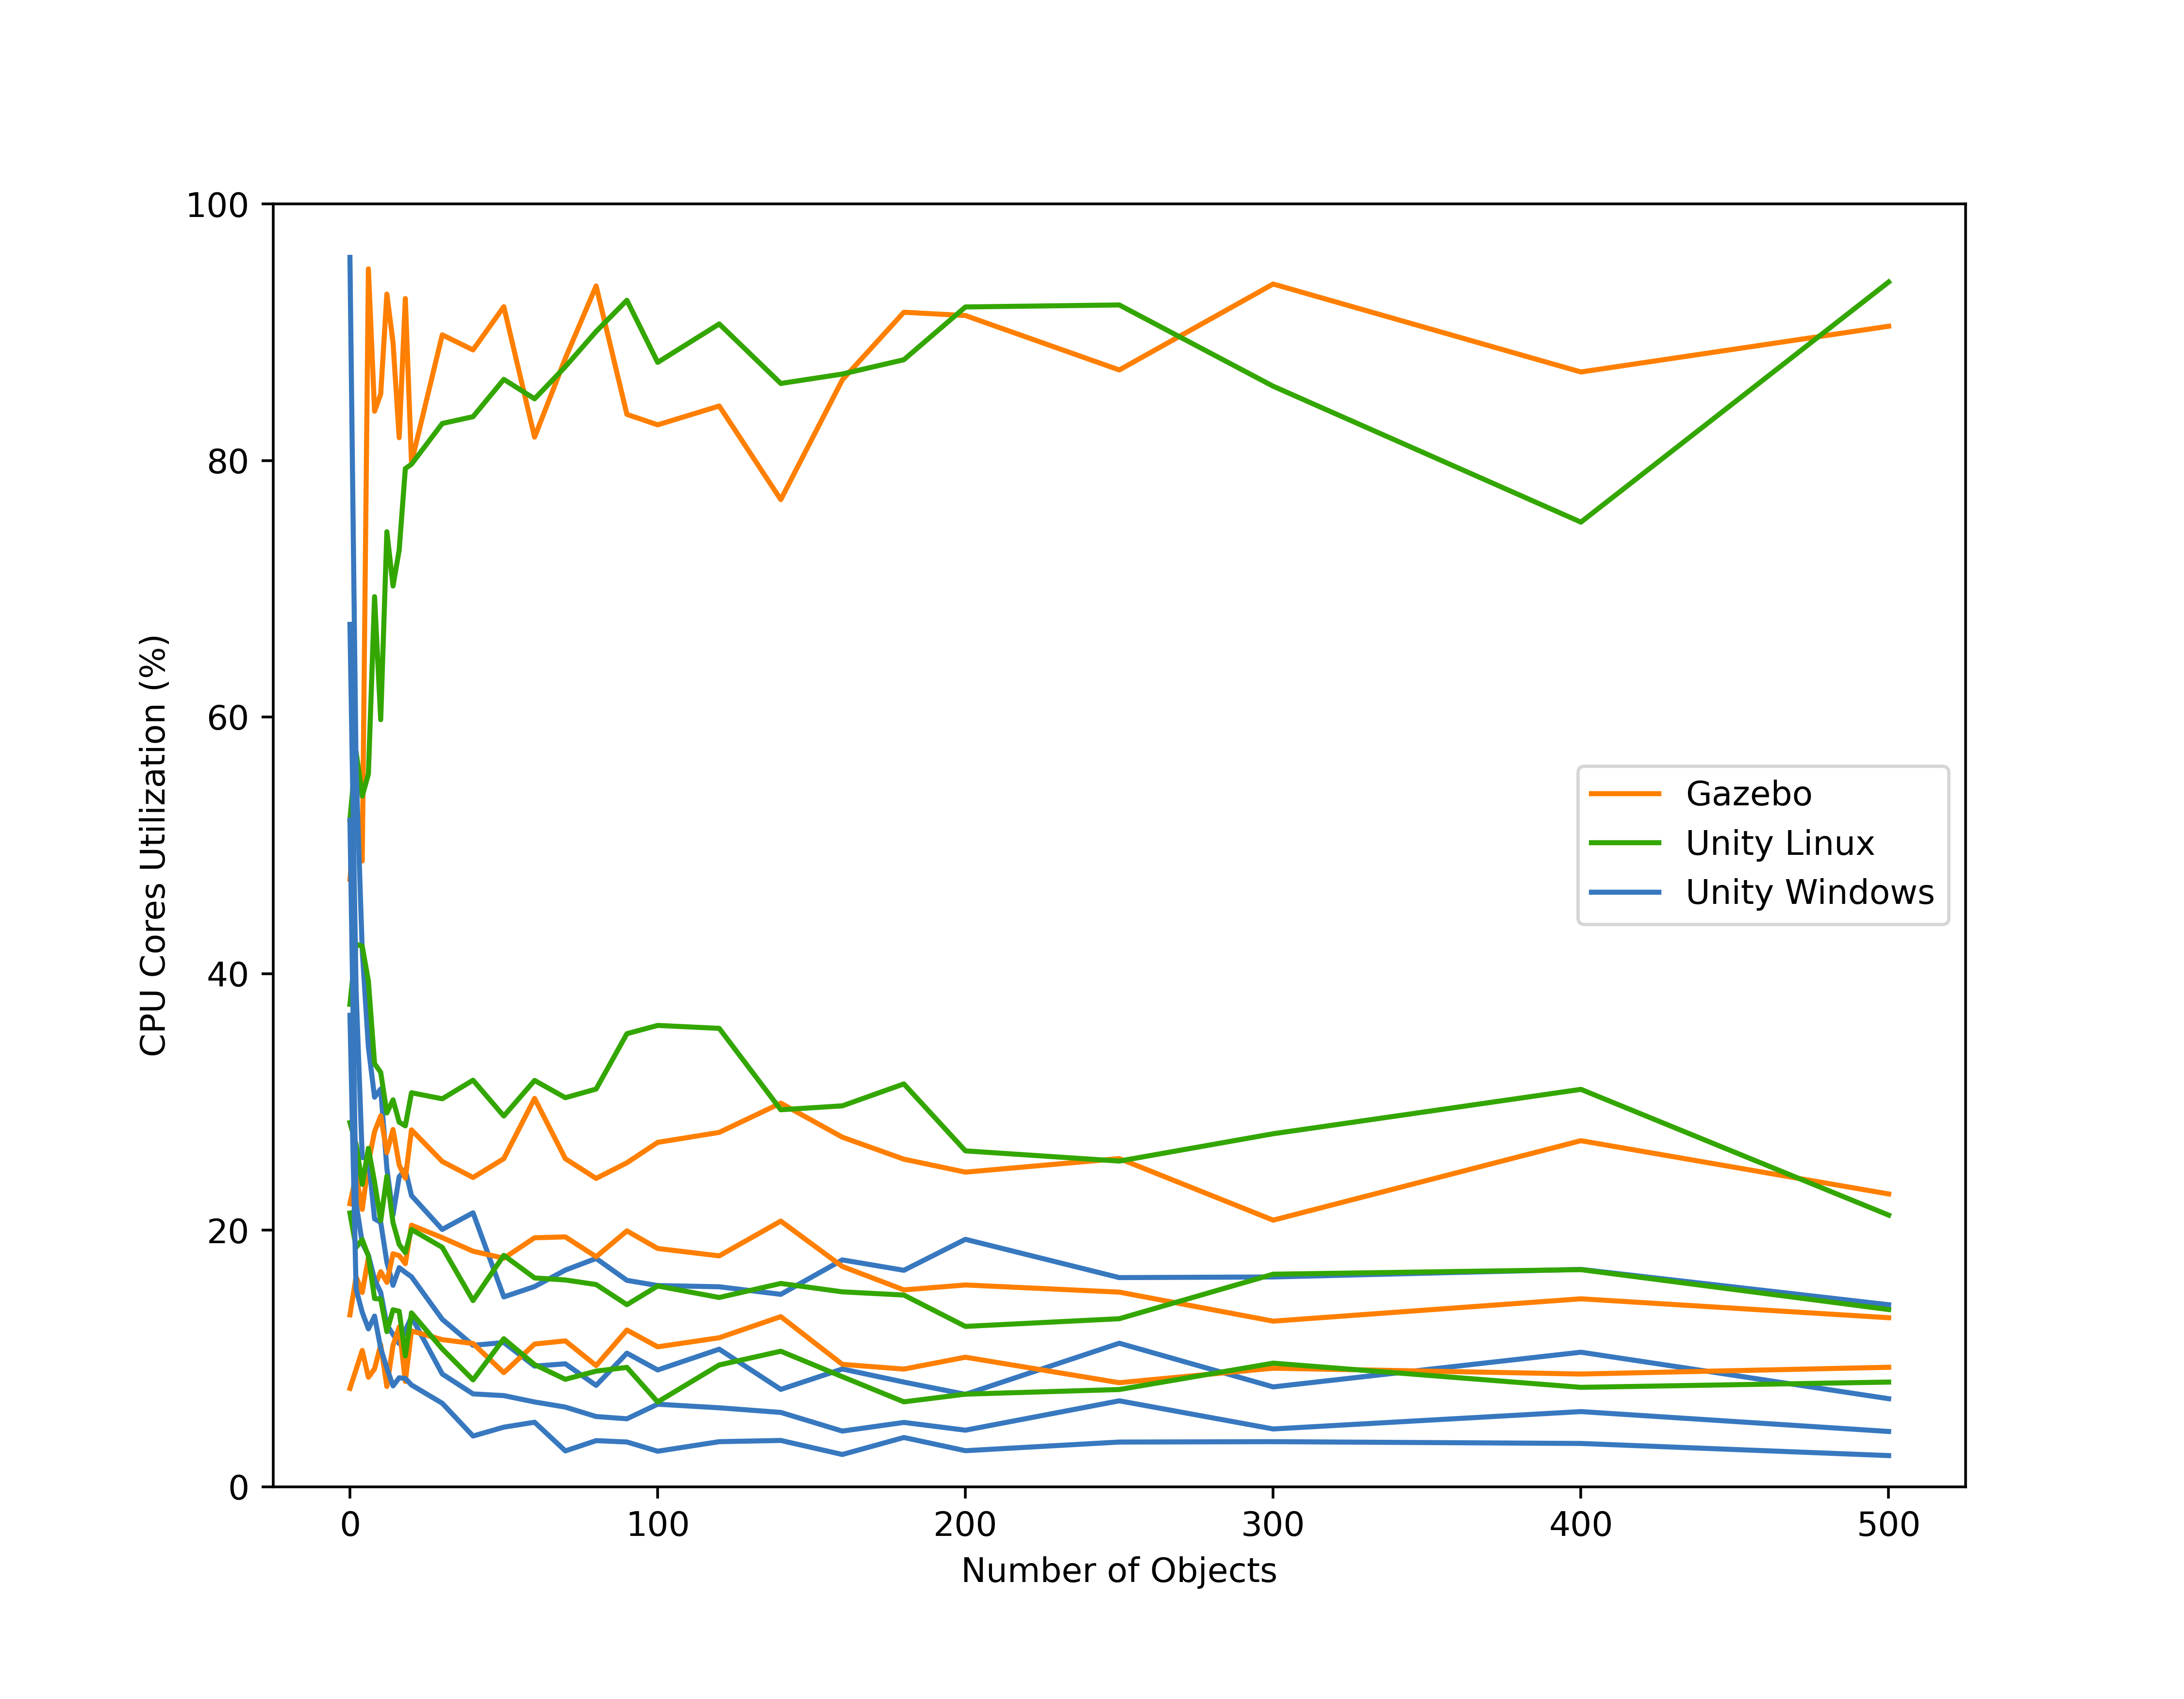 100
80
60
40
20
0
CPU Cores Utilization (%)
Gazebo
Unity Linux
Unity Windows
0 100 200 300 400 500
Number of Objects